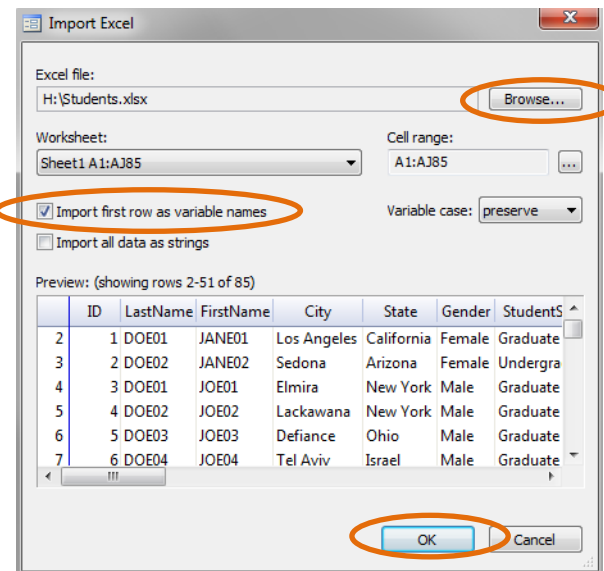 Import Excel
Excel file:
H:\Students.xlsx Browse...
Worksheet: Cell range:
Sheet1 A1:AJ85 A1:AJ85 ...
Import first row as variable names Variable case: preserve
Import all data as strings
Preview: (showing rows 2-51 of 85)
ID LastName FirstName City State Gender StudentS
2 1 DOE01 JANE01 Los Angeles California Female Graduate
3 2 DOE02 JANE02 Sedona Arizona Female Undergra
4 3 DOE01 JOE01 Elmira New York Male Graduate
5 4 DOE02 JOE02 Lackawana New York Male Graduate
6 5 DOE03 JOE03 Defiance Ohio Male Graduate
7 6 DOE04 JOE04 Tel Aviv Israel Male Graduate
OK Cancel